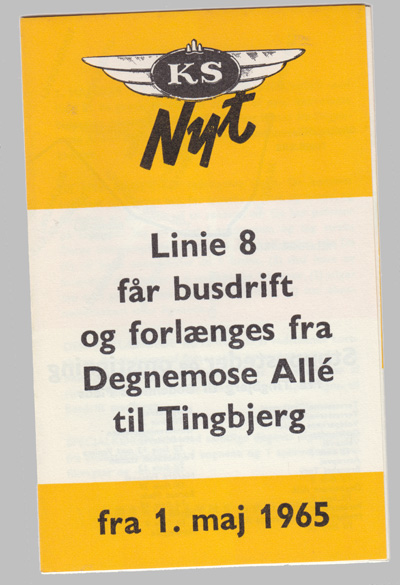 KS
Nyt
Linie 8
får busdrift
og forlænges fra
Degnemose Allé
til Tingbjerg
fra 1. maj 1965